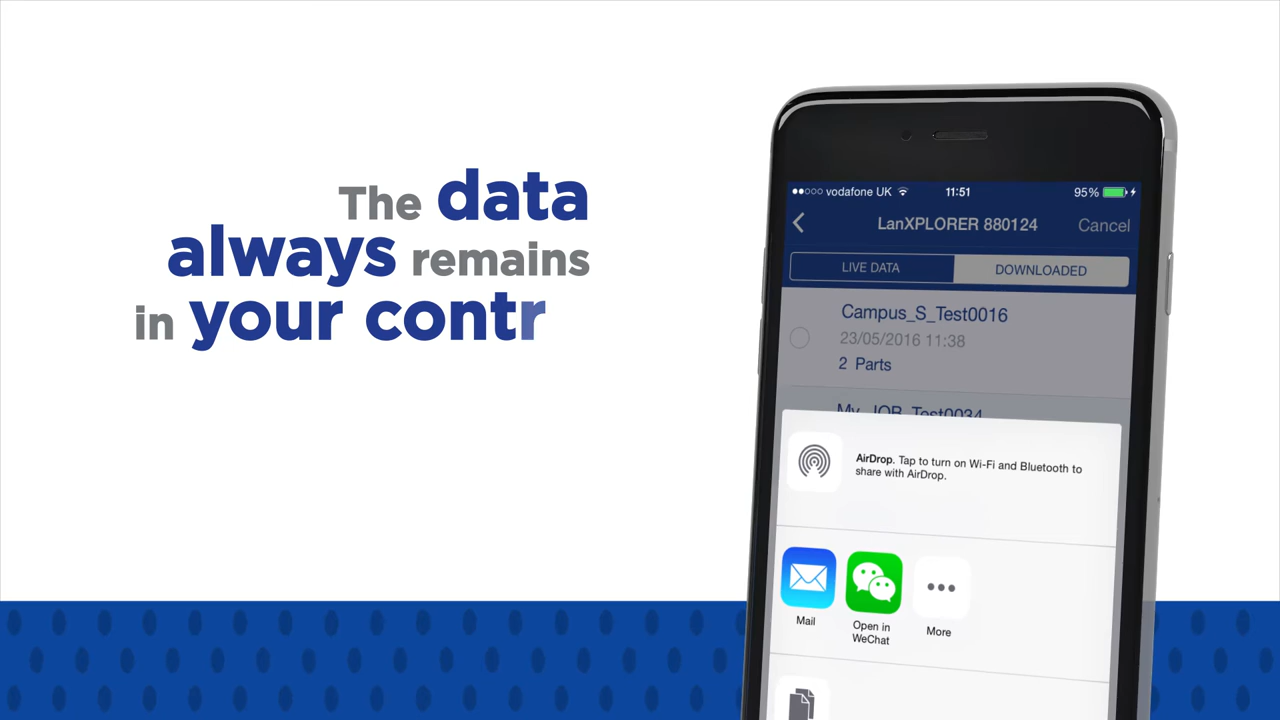 The data
always remains
in your contr
vodafone UK 11:51 95%
LanXPLORER 880124 Cancel
LIVE DATA DOWNLOADED
Campus_S_Test0016
23/05/2016 11:38
2 Parts
My_JOB_Test0034
AirDrop. Tap to turn on Wi-Fi and Bluetooth to
share with AirDrop.
Mail
Open in
WeChat
More